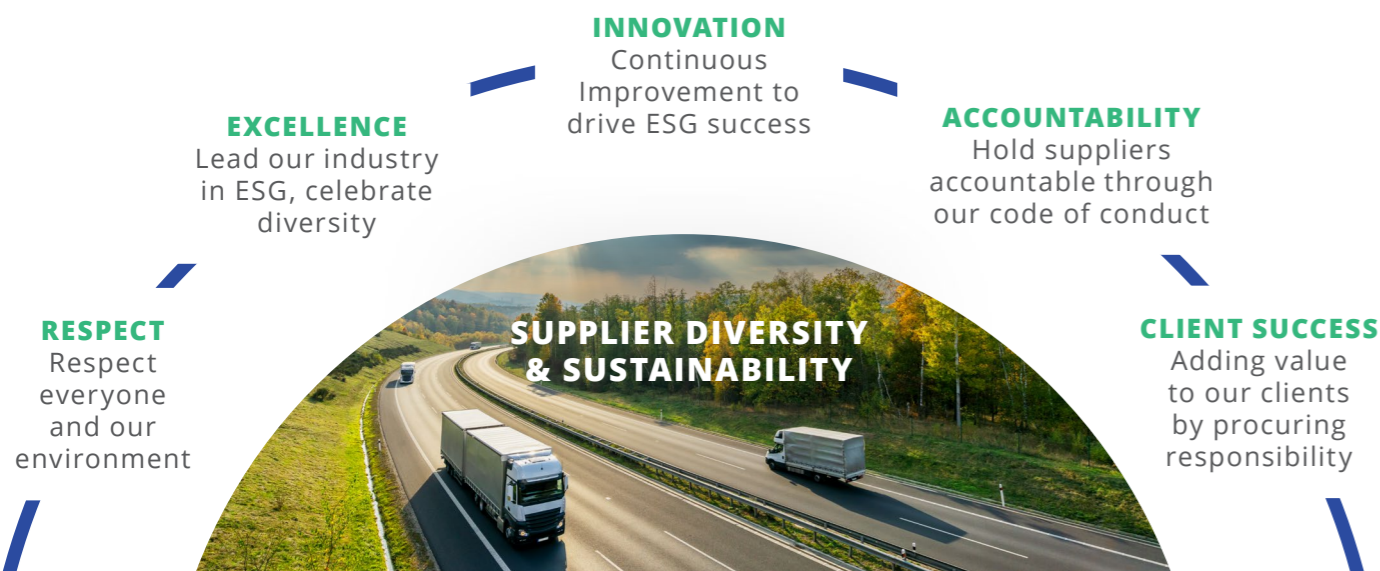 INNOVATION
Continuous
Improvement to
drive ESG success
EXCELLENCE
Lead our industry
in ESG, celebrate
diversity
ACCOUNTABILITY
Hold suppliers
accountable through
our code of conduct
RESPECT
Respect
everyone
and our
environment
SUPPLIER DIVERSITY
& SUSTAINABILITY
CLIENT SUCCESS
Adding value
to our clients
by procuring
responsibility